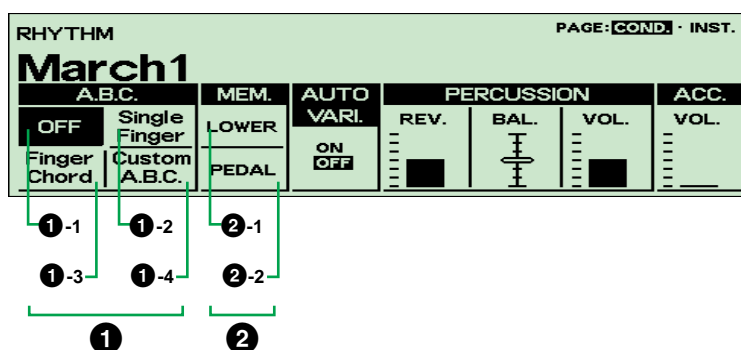 RHYTHM
PAGE: COND. · INST.
March1
A.B.C. MEM. AUTO VARI. PERCUSSION ACC.
OFF Single Finger LOWER ON OFF REV. BAL. VOL. VOL.
Finger Chord Custom A.B.C. PEDAL
1-1 1-2 2-1
1-3 1-4 2-2
1 2